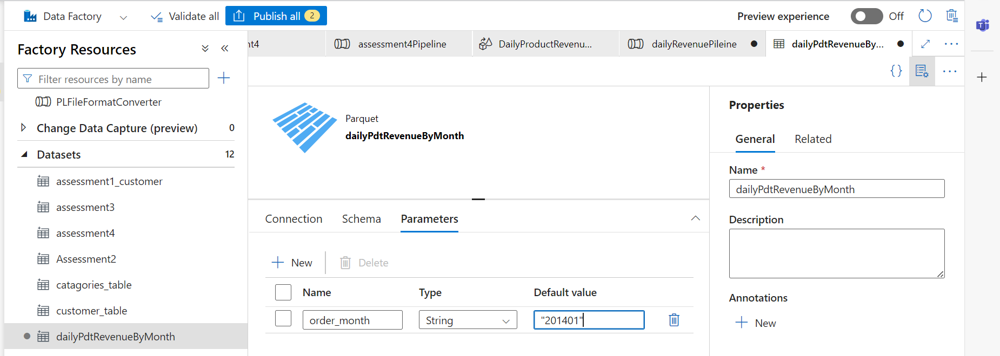 Data Factory
Validate all
Publish all 2
Preview experience
Off
Factory Resources
Filter resources by name
PLFileFormatConverter
Change Data Capture (preview) 0
Datasets 12
assessment1_customer
assessment3
assessment4
Assessment2
catagories_table
customer_table
dailyPdtRevenueByMonth
nt4
assessment4Pipeline
DailyProductRevenu...
dailyRevenuePileine
dailyPdtRevenueBy...
{}
Parquet
dailyPdtRevenueByMonth
Connection Schema Parameters
New Delete
Name Type Default value
order_month String "201401"
Properties
General Related
Name *
dailyPdtRevenueByMonth
Description
Annotations
New